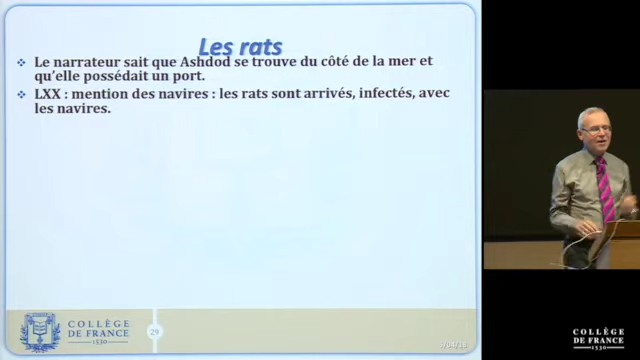 Les rats
Le narrateur sait que Ashdod se trouve du côté de la mer et
qu'elle possédait un port.
LXX : mention des navires : les rats sont arrivés, infectés, avec
les navires.
COLLÈGE
DE FRANCE
1530
29
COLLÈGE
DE FRANCE
1530